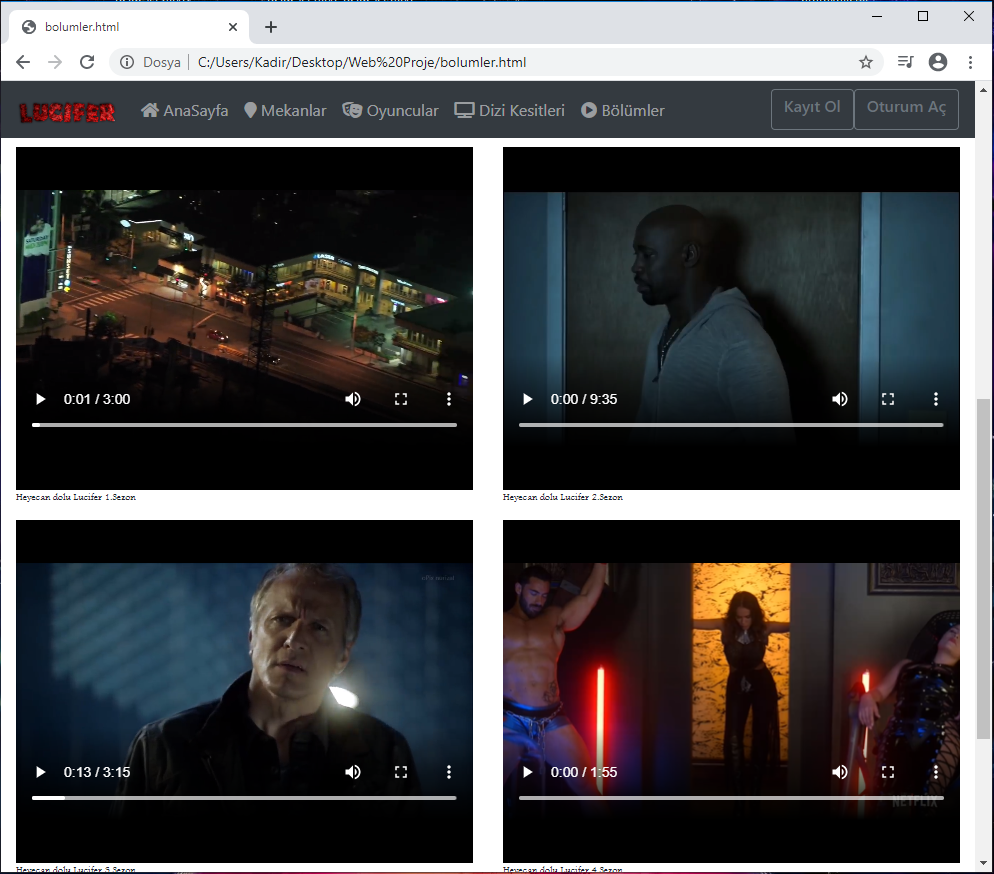 bolumler.html
Dosya C:/Users/Kadir/Desktop/Web%20Proje/bolumler.html
LUCIFER AnaSayfa Mekanlar Oyuncular Dizi Kesitleri Bölümler Kayıt Ol Oturum Aç
0:01 / 3:00
0:00 / 9:35
Heyecan dolu Lucifer 1.Sezon
Heyecan dolu Lucifer 2.Sezon
0:13 / 3:15
0:00 / 1:55
NETFLIX
Heyecan dolu Lucifer
Heyecan dolu Lucifer 4.Sezon